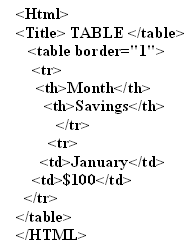 <Html>
<Title> TABLE </table>
<table border="1">
<tr>
<th>Month</th>
<th>Savings</th>
</tr>
<tr>
<td>January</td>
<td>$100</td>
</tr>
</table>
</HTML>